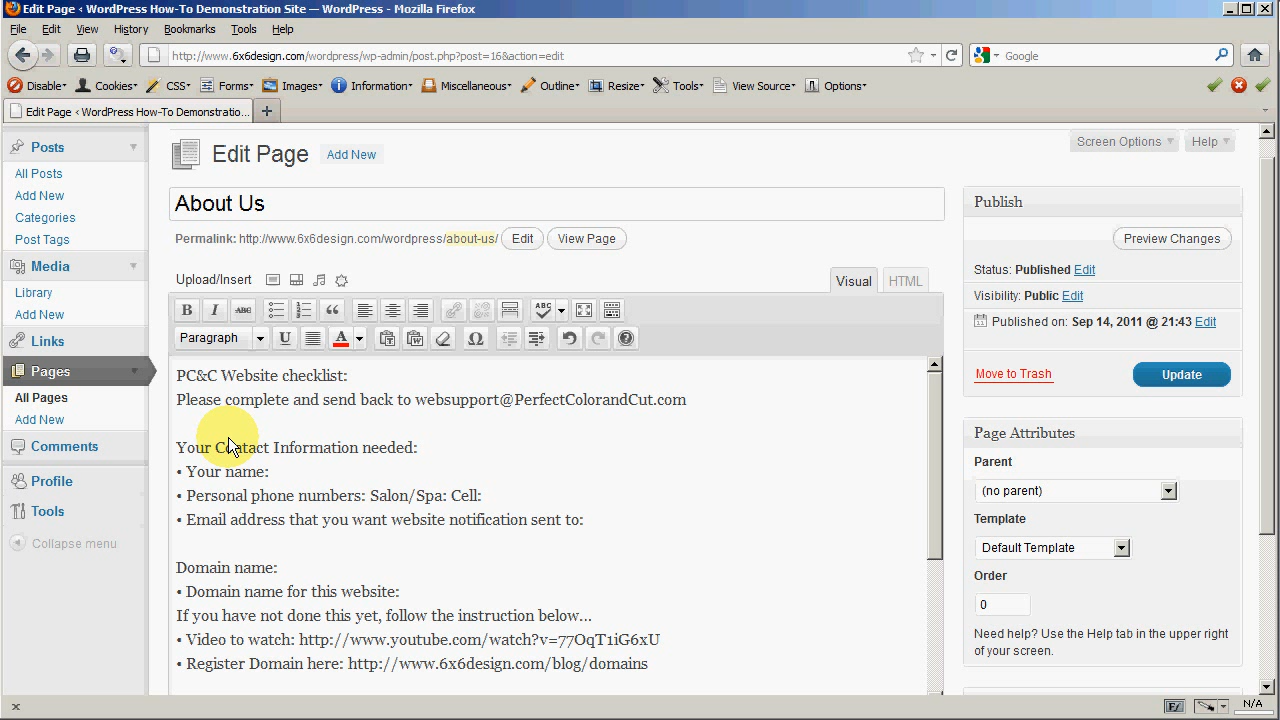 Edit Page ‹ WordPress How-To Demonstration Site — WordPress - Mozilla Firefox
File Edit View History Bookmarks Tools Help
http://www.6x6design.com/wordpress/wp-admin/post.php?post=16&action=edit
Google
Disable Cookies CSS Forms Images Information Miscellaneous Outline Resize Tools View Source Options
Edit Page ‹ WordPress How-To Demonstratio...
Posts
All Posts
Add New
Categories
Post Tags
Media
Library
Add New
Links
Pages
All Pages
Add New
Comments
Profile
Tools
Collapse menu
Screen Options Help
Edit Page Add New
About Us
Permalink: http://www.6x6design.com/wordpress/about-us/ Edit View Page
Upload/Insert Visual HTML
B I ABC ABC
Paragraph U A Ω
PC&C Website checklist:
Please complete and send back to websupport@PerfectColorandCut.com
Your Contact Information needed:
• Your name:
• Personal phone numbers: Salon/Spa: Cell:
• Email address that you want website notification sent to:
Domain name:
• Domain name for this website:
If you have not done this yet, follow the instruction below...
• Video to watch: http://www.youtube.com/watch?v=77OqT1iG6xU
• Register Domain here: http://www.6x6design.com/blog/domains
Publish
Preview Changes
Status: Published Edit
Visibility: Public Edit
Published on: Sep 14, 2011 @ 21:43 Edit
Move to Trash Update
Page Attributes
Parent
(no parent)
Template
Default Template
Order
0
Need help? Use the Help tab in the upper right
of your screen.
N/A